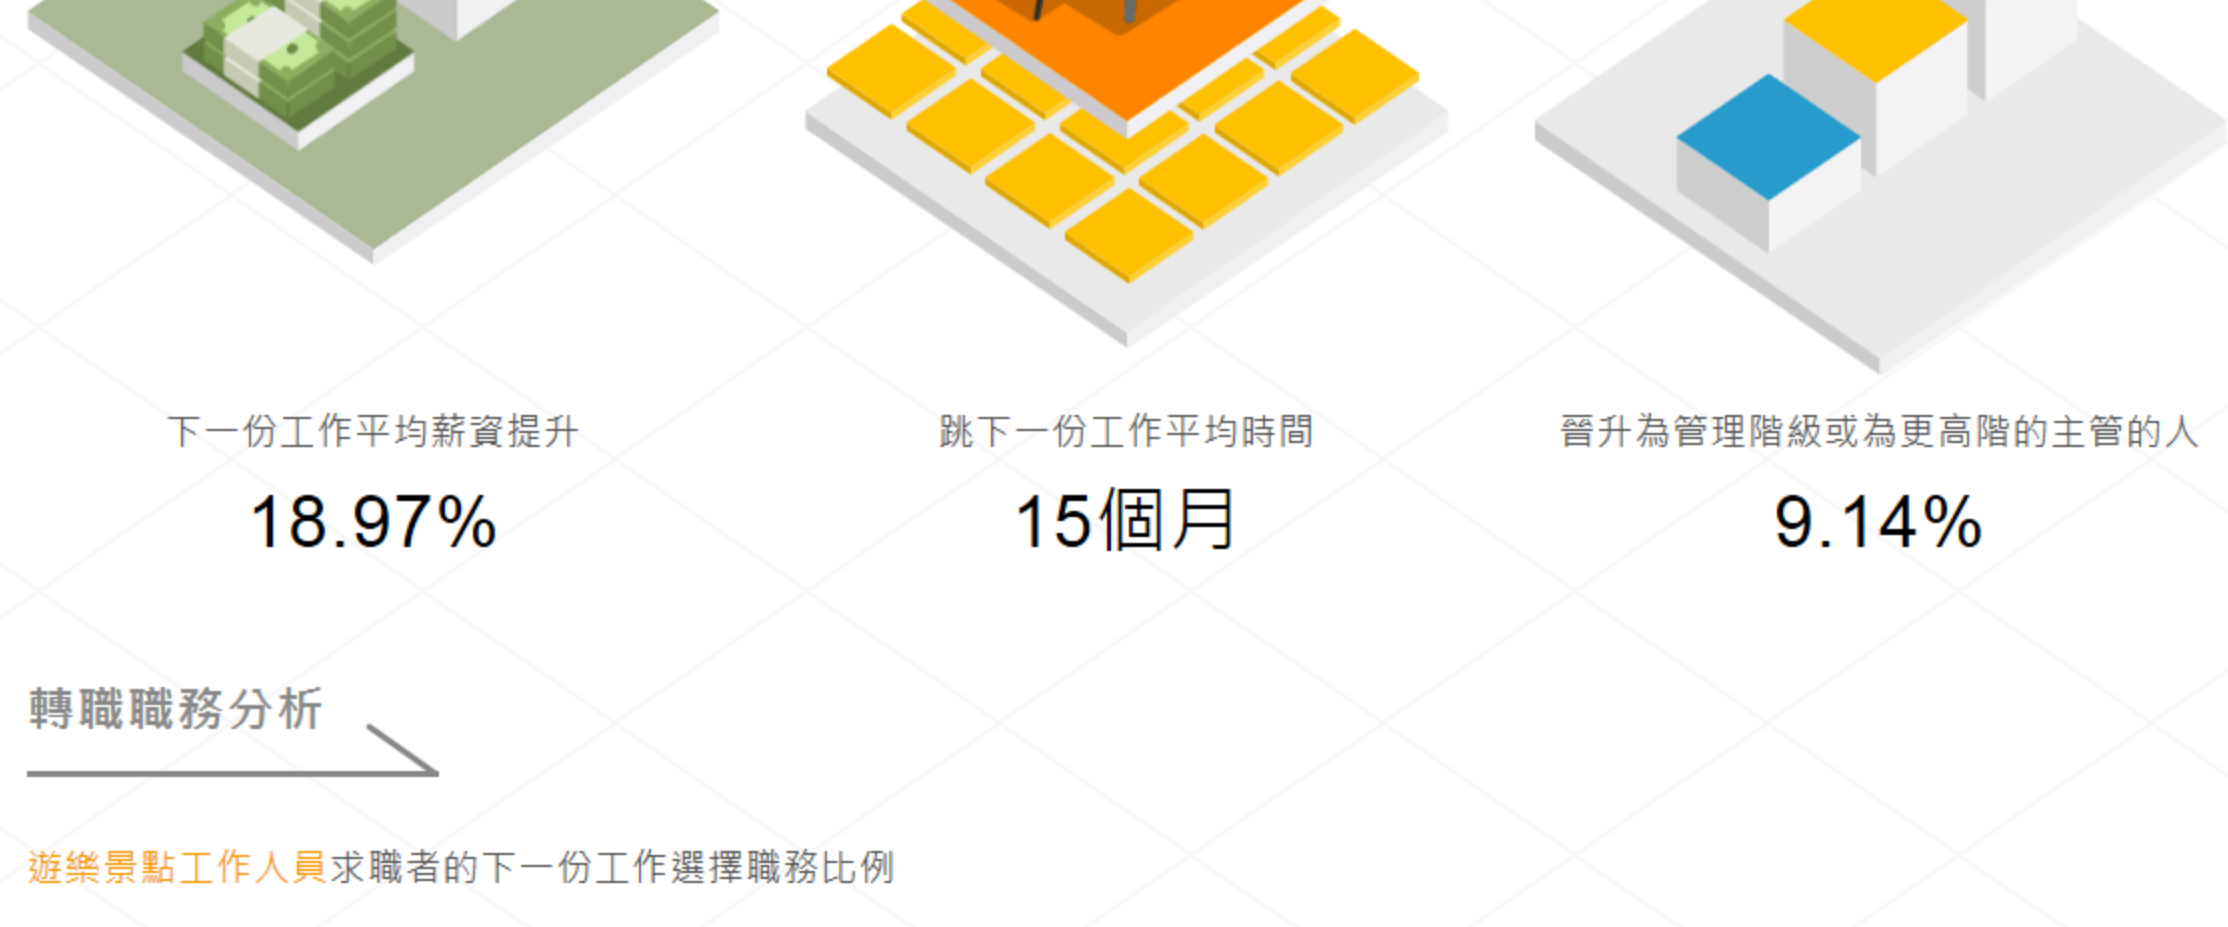 下一份工作平均薪資提升
18.97%
跳下一份工作平均時間
15個月
晉升為管理階級或為更高階的主管的人
9.14%
轉職職務分析
遊樂景點工作人員求職者的下一份工作選擇職務比例